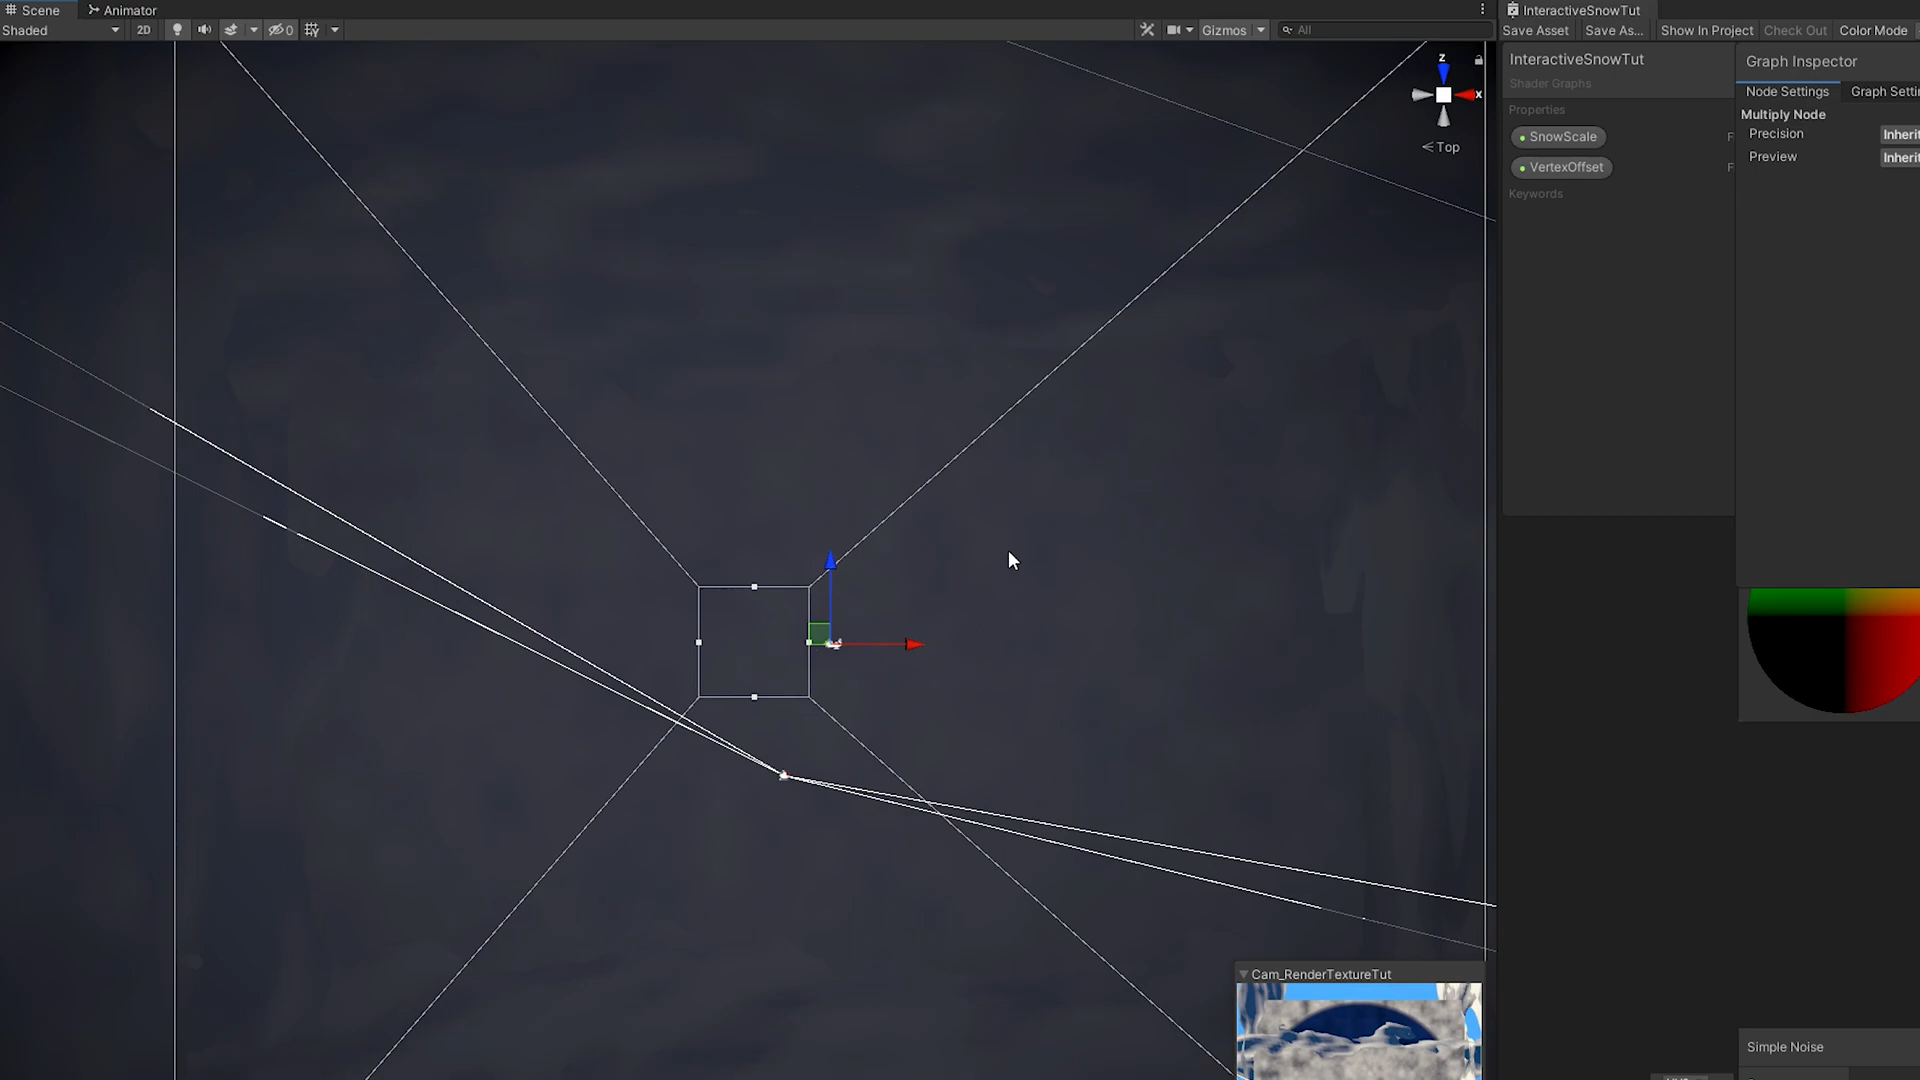 Scene
Animator
Shaded
2D
0
Gizmos
All
z
x
Top
Cam_RenderTextureTut
InteractiveSnowTut
Save Asset
Save As...
Show In Project
Check Out
Color Mode
InteractiveSnowTut
Shader Graphs
Properties
SnowScale
F
VertexOffset
F
Keywords
Graph Inspector
Node Settings
Graph Setti
Multiply Node
Precision
Inherit
Preview
Inherit
Simple Noise